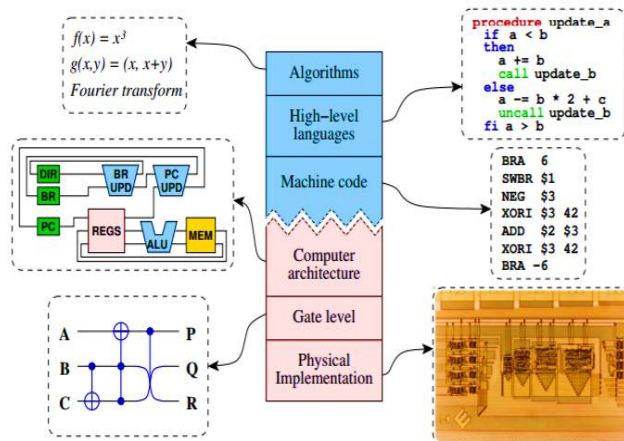 f(x) = x³
g(x,y) = (x, x+y)
Fourier transform
Algorithms
High-level
languages
Machine code
Computer
architecture
Gate level
Physical
Implementation
procedure update_a
if a < b
then
a += b
call update_b
else
a -= b * 2 + c
uncall update_b
fi a > b
DIR
BR
PC
BR
UPD
PC
UPD
REGS
ALU
MEM
BRA 6
SWBR $1
NEG $3
XORI $3 42
ADD $2 $3
XORI $3 42
BRA -6
A P
B Q
C R